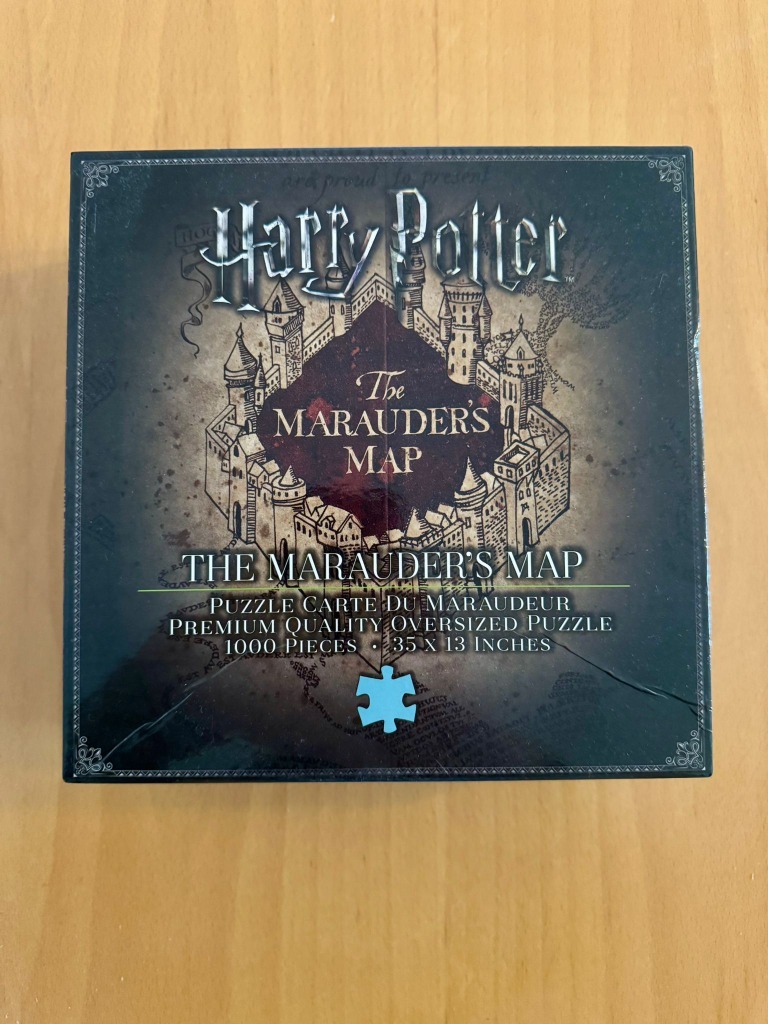 are proud to present
Harry Potter™
The
MARAUDER'S
MAP
THE MARAUDER'S MAP
PUZZLE CARTE DU MARAUDEUR
PREMIUM QUALITY OVERSIZED PUZZLE
1000 PIECES • 35 X 13 INCHES